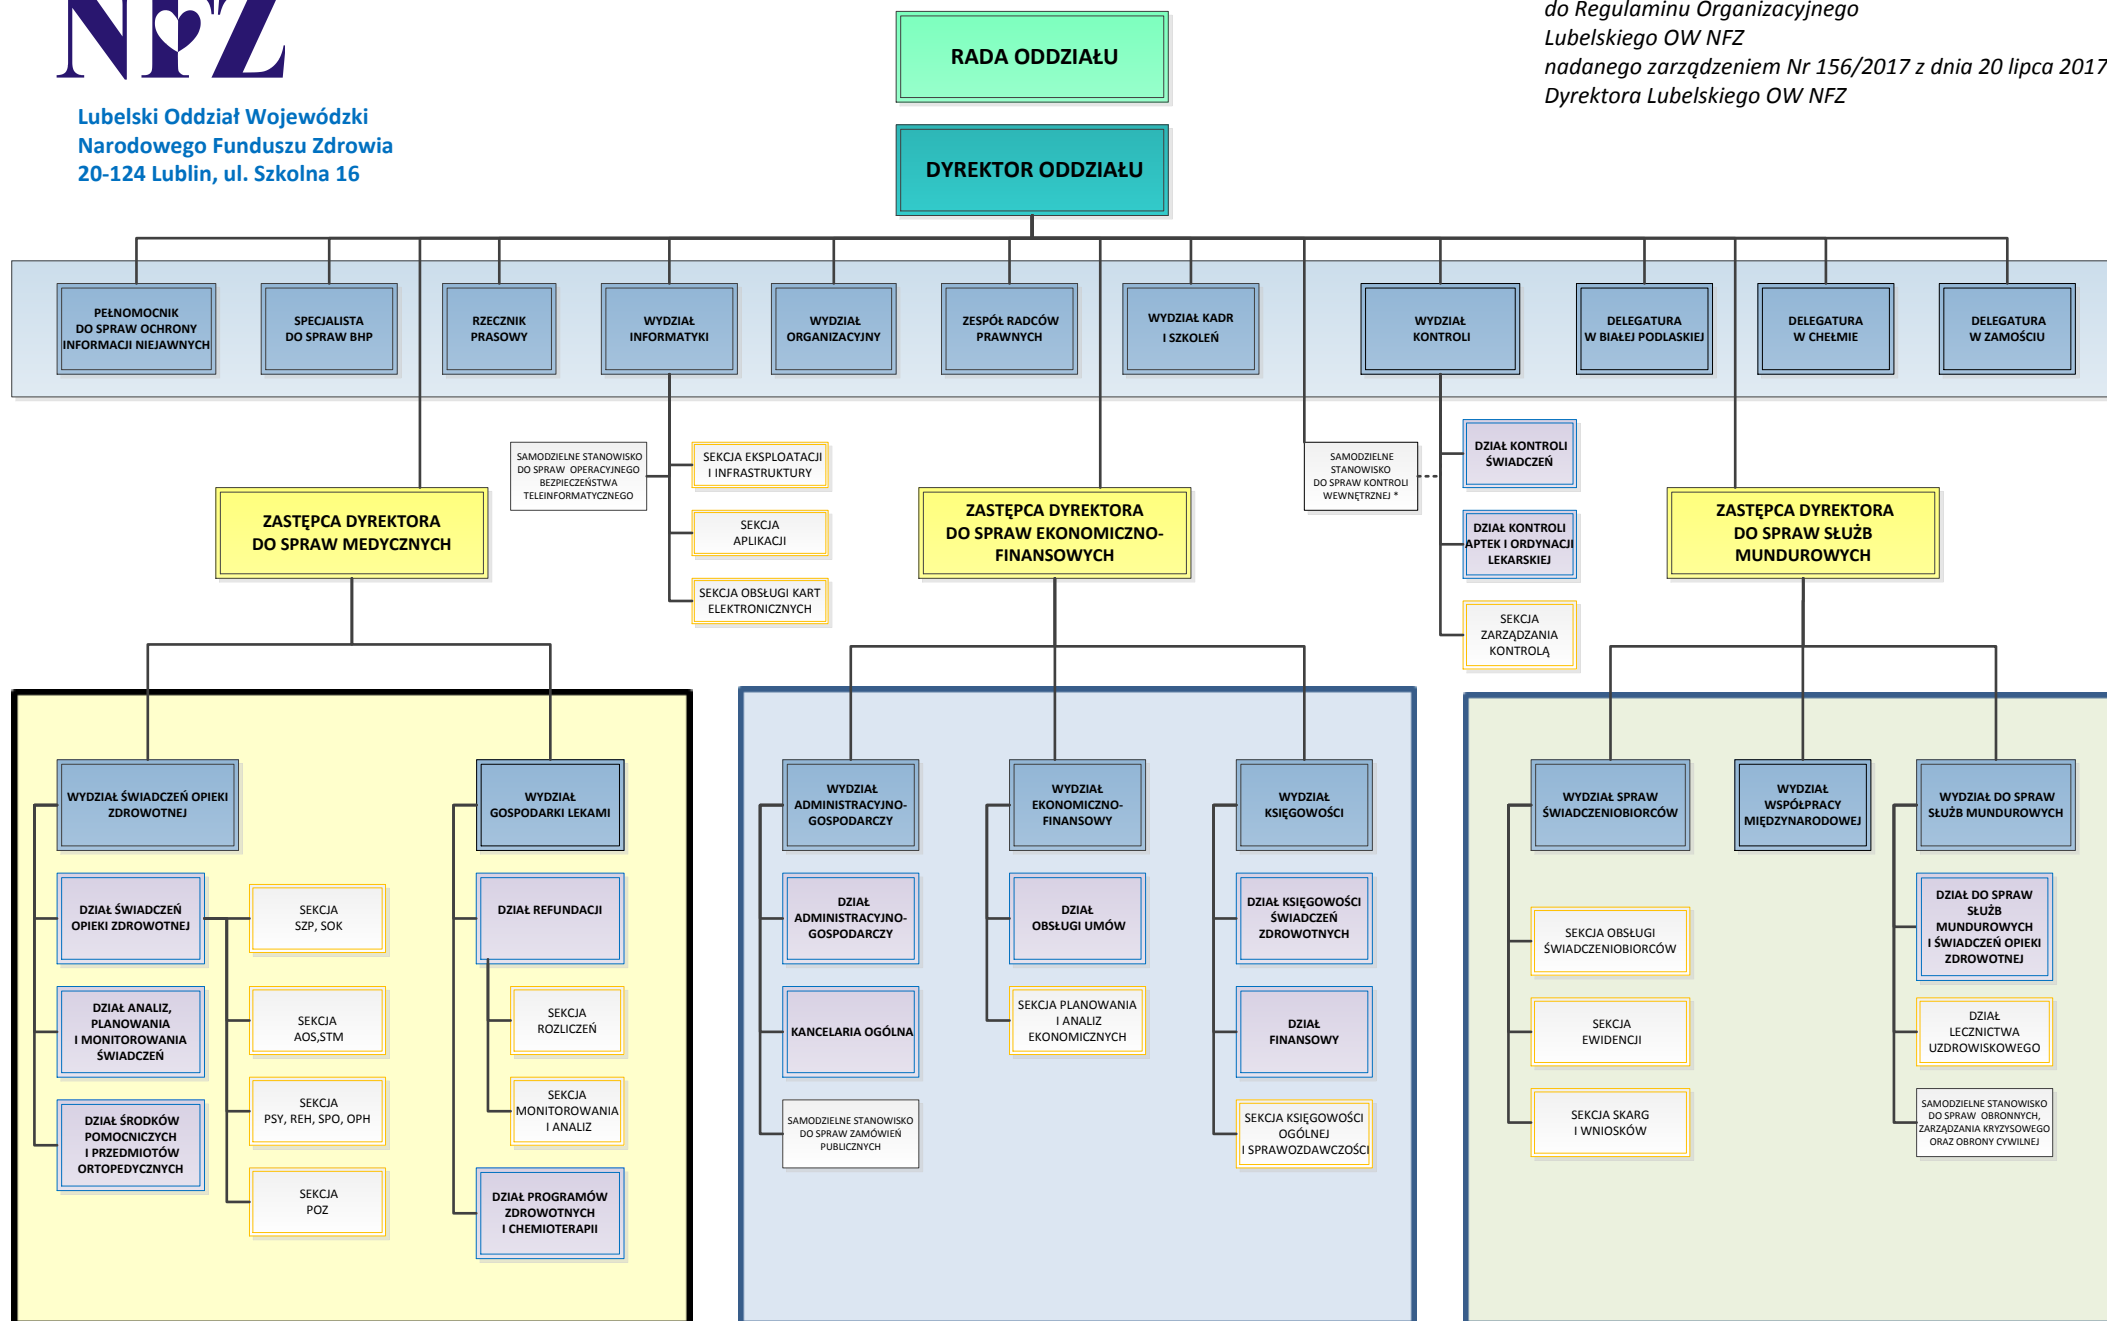 NFZ
Lubelski Oddział Wojewódzki
Narodowego Funduszu Zdrowia
20-124 Lublin, ul. Szkolna 16
do Regulaminu Organizacyjnego
Lubelskiego OW NFZ
nadanego zarządzeniem Nr 156/2017 z dnia 20 lipca 2017
Dyrektora Lubelskiego OW NFZ
RADA ODDZIAŁU
DYREKTOR ODDZIAŁU
PEŁNOMOCNIK
DO SPRAW OCHRONY
INFORMACJI NIEJAWNYCH
SPECJALISTA
DO SPRAW BHP
RZECZNIK
PRASOWY
WYDZIAŁ
INFORMATYKI
WYDZIAŁ
ORGANIZACYJNY
ZESPÓŁ RADCÓW
PRAWNYCH
WYDZIAŁ KADR
I SZKOLEŃ
WYDZIAŁ
KONTROLI
DELEGATURA
W BIAŁEJ PODLASKIEJ
DELEGATURA
W CHEŁMIE
DELEGATURA
W ZAMOŚCIU
SAMODZIELNE STANOWISKO
DO SPRAW OPERACYJNEGO
BEZPIECZEŃSTWA
TELEINFORMATYCZNEGO
SEKCJA EKSPLOATACJI
I INFRASTRUKTURY
SEKCJA
APLIKACJI
SEKCJA OBSŁUGI KART
ELEKTRONICZNYCH
SAMODZIELNE
STANOWISKO
DO SPRAW KONTROLI
WEWNĘTRZNEJ *
DZIAŁ KONTROLI
ŚWIADCZEŃ
DZIAŁ KONTROLI
APTEK I ORDYNACJI
LEKARSKIEJ
SEKCJA
ZARZĄDZANIA
KONTROLĄ
ZASTĘPCA DYREKTORA
DO SPRAW MEDYCZNYCH
ZASTĘPCA DYREKTORA
DO SPRAW EKONOMICZNO-
FINANSOWYCH
ZASTĘPCA DYREKTORA
DO SPRAW SŁUŻB
MUNDUROWYCH
WYDZIAŁ ŚWIADCZEŃ OPIEKI
ZDROWOTNEJ
DZIAŁ ŚWIADCZEŃ
OPIEKI ZDROWOTNEJ
DZIAŁ ANALIZ,
PLANOWANIA
I MONITOROWANIA
ŚWIADCZEŃ
DZIAŁ ŚRODKÓW
POMOCNICZYCH
I PRZEDMIOTÓW
ORTOPEDYCZNYCH
SEKCJA
SZP, SOK
SEKCJA
AOS,STM
SEKCJA
PSY, REH, SPO, OPH
SEKCJA
POZ
WYDZIAŁ
GOSPODARKI LEKAMI
DZIAŁ REFUNDACJI
SEKCJA
ROZLICZEŃ
SEKCJA
MONITOROWANIA
I ANALIZ
DZIAŁ PROGRAMÓW
ZDROWOTNYCH
I CHEMIOTERAPII
WYDZIAŁ
ADMINISTRACYJNO-
GOSPODARCZY
DZIAŁ
ADMINISTRACYJNO-
GOSPODARCZY
KANCELARIA OGÓLNA
SAMODZIELNE STANOWISKO
DO SPRAW ZAMÓWIEŃ
PUBLICZNYCH
WYDZIAŁ
EKONOMICZNO-
FINANSOWY
DZIAŁ
OBSŁUGI UMÓW
SEKCJA PLANOWANIA
I ANALIZ
EKONOMICZNYCH
WYDZIAŁ
KSIĘGOWOŚCI
DZIAŁ KSIĘGOWOŚCI
ŚWIADCZEŃ
ZDROWOTNYCH
DZIAŁ
FINANSOWY
SEKCJA KSIĘGOWOŚCI
OGÓLNEJ
I SPRAWOZDAWCZOŚCI
WYDZIAŁ SPRAW
ŚWIADCZENIOBIORCÓW
SEKCJA OBSŁUGI
ŚWIADCZENIOBIORCÓW
SEKCJA
EWIDENCJI
SEKCJA SKARG
I WNIOSKÓW
WYDZIAŁ
WSPÓŁPRACY
MIĘDZYNARODOWEJ
WYDZIAŁ DO SPRAW
SŁUŻB MUNDUROWYCH
DZIAŁ DO SPRAW
SŁUŻB
MUNDUROWYCH
I ŚWIADCZEŃ OPIEKI
ZDROWOTNEJ
DZIAŁ
LECZNICTWA
UZDROWISKOWEGO
SAMODZIELNE STANOWISKO
DO SPRAW OBRONNYCH,
ZARZĄDZANIA KRYZYSOWEGO
ORAZ OBRONY CYWILNEJ